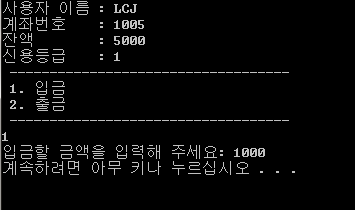 사용자 이름 : LCJ
계좌번호 : 1005
잔액 : 5000
신용등급 : 1
------------------------------------
1. 입금
2. 출금
------------------------------------
1
입금할 금액을 입력해 주세요: 1000
계속하려면 아무 키나 누르십시오 . . .